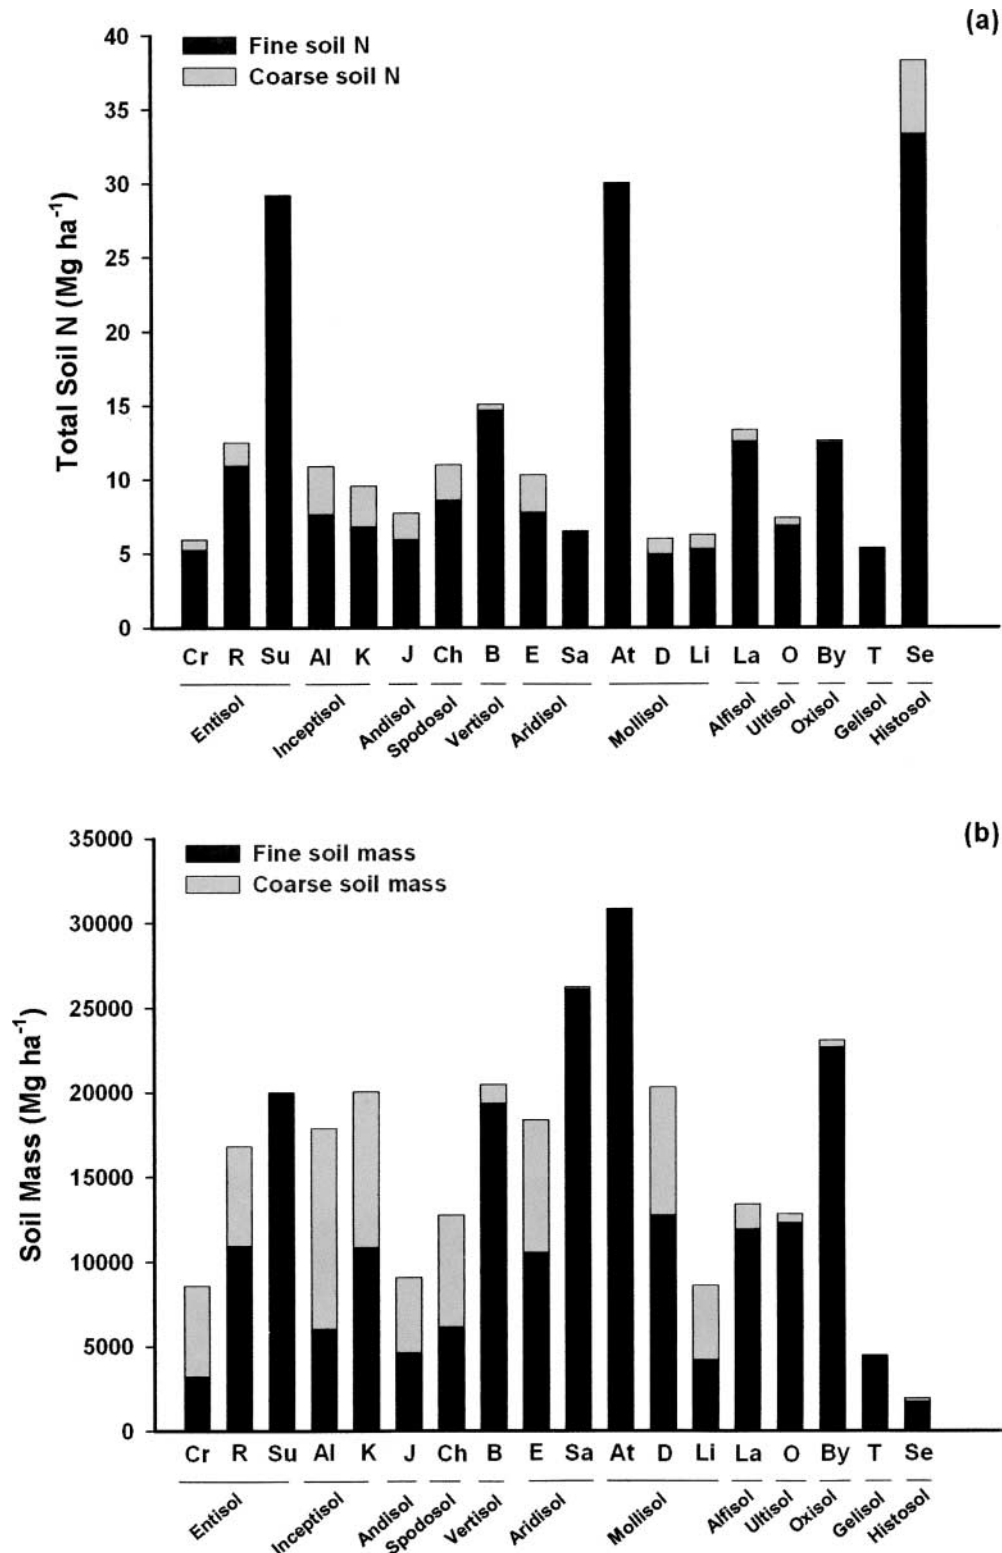 (a)
Fine soil N
Coarse soil N
40
35
30
25
20
15
10
5
0
Total Soil N (Mg ha⁻¹)
Cr R Su Al K J Ch B E Sa At D Li La O By T Se
Entisol Inceptisol Andisol Spodosol Vertisol Aridisol Mollisol Alfisol Ultisol Oxisol Gelisol Histosol
(b)
Fine soil mass
Coarse soil mass
35000
30000
25000
20000
15000
10000
5000
0
Soil Mass (Mg ha⁻¹)
Cr R Su Al K J Ch B E Sa At D Li La O By T Se
Entisol Inceptisol Andisol Spodosol Vertisol Aridisol Mollisol Alfisol Ultisol Oxisol Gelisol Histosol